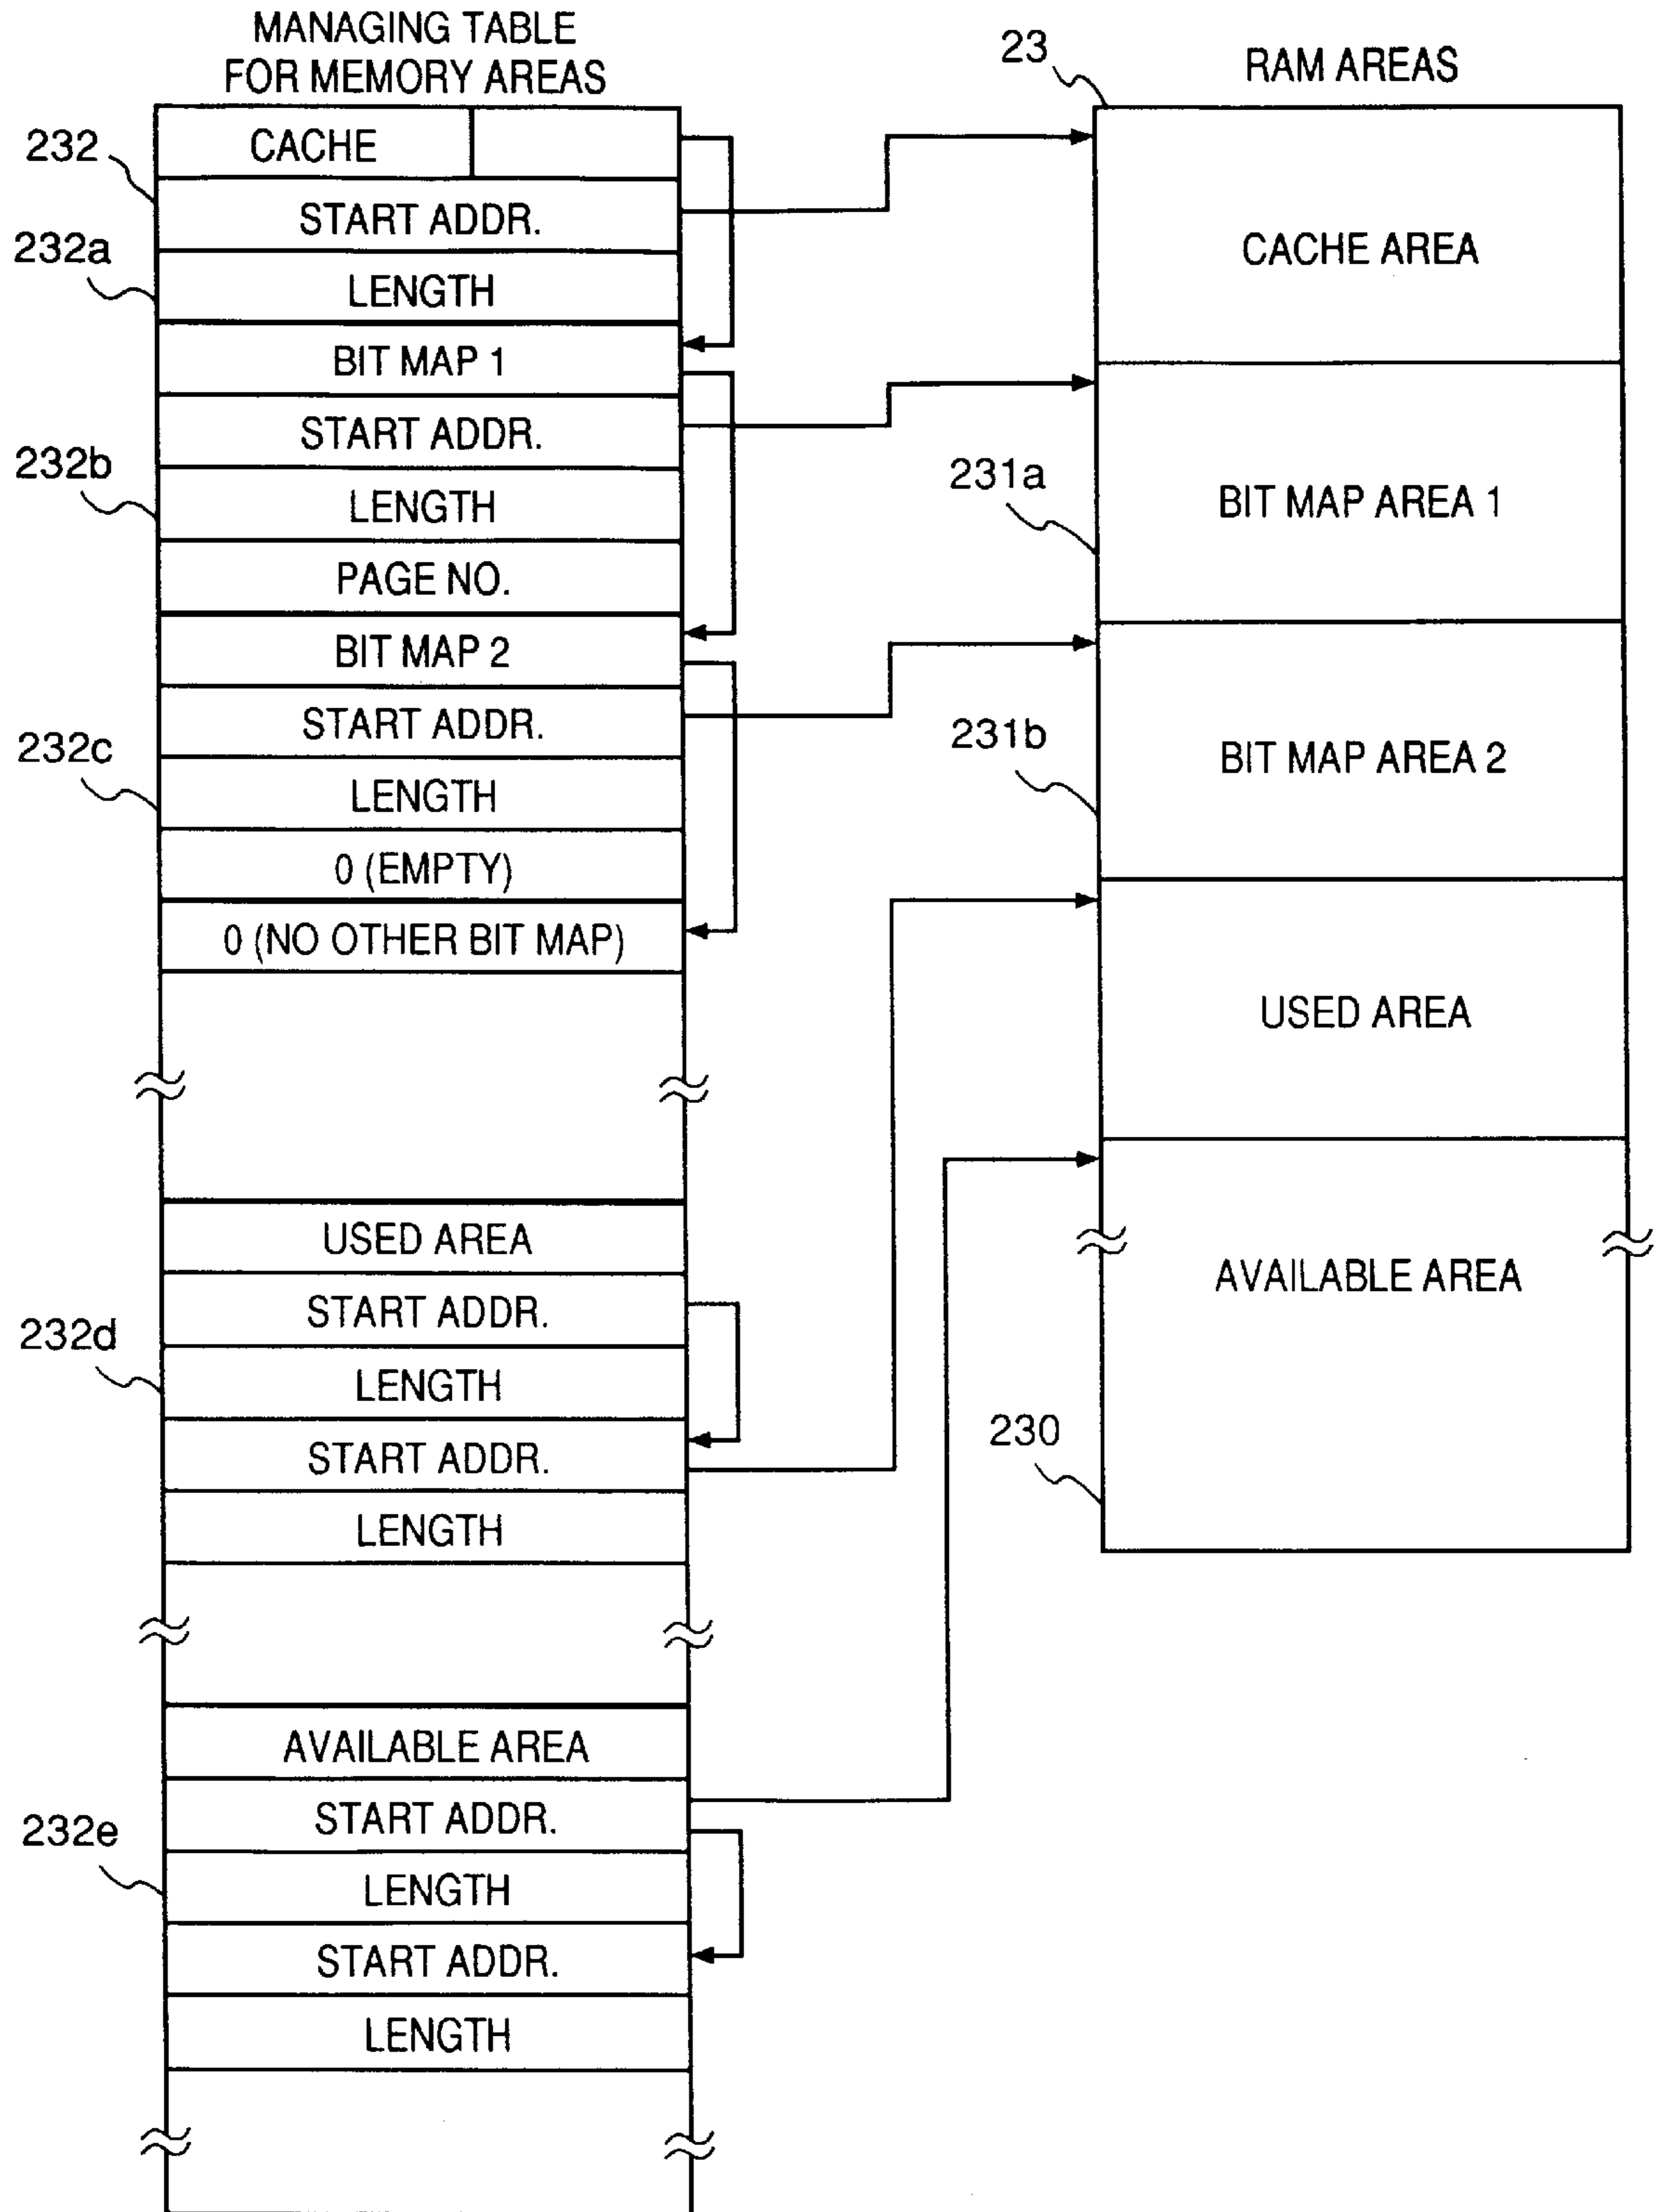 MANAGING TABLE
FOR MEMORY AREAS
232
CACHE
START ADDR.
232a
LENGTH
BIT MAP 1
START ADDR.
232b
LENGTH
PAGE NO.
BIT MAP 2
START ADDR.
232c
LENGTH
0 (EMPTY)
0 (NO OTHER BIT MAP)
USED AREA
START ADDR.
232d
LENGTH
START ADDR.
LENGTH
AVAILABLE AREA
START ADDR.
232e
LENGTH
START ADDR.
LENGTH
23
RAM AREAS
CACHE AREA
231a
BIT MAP AREA 1
231b
BIT MAP AREA 2
USED AREA
AVAILABLE AREA
230